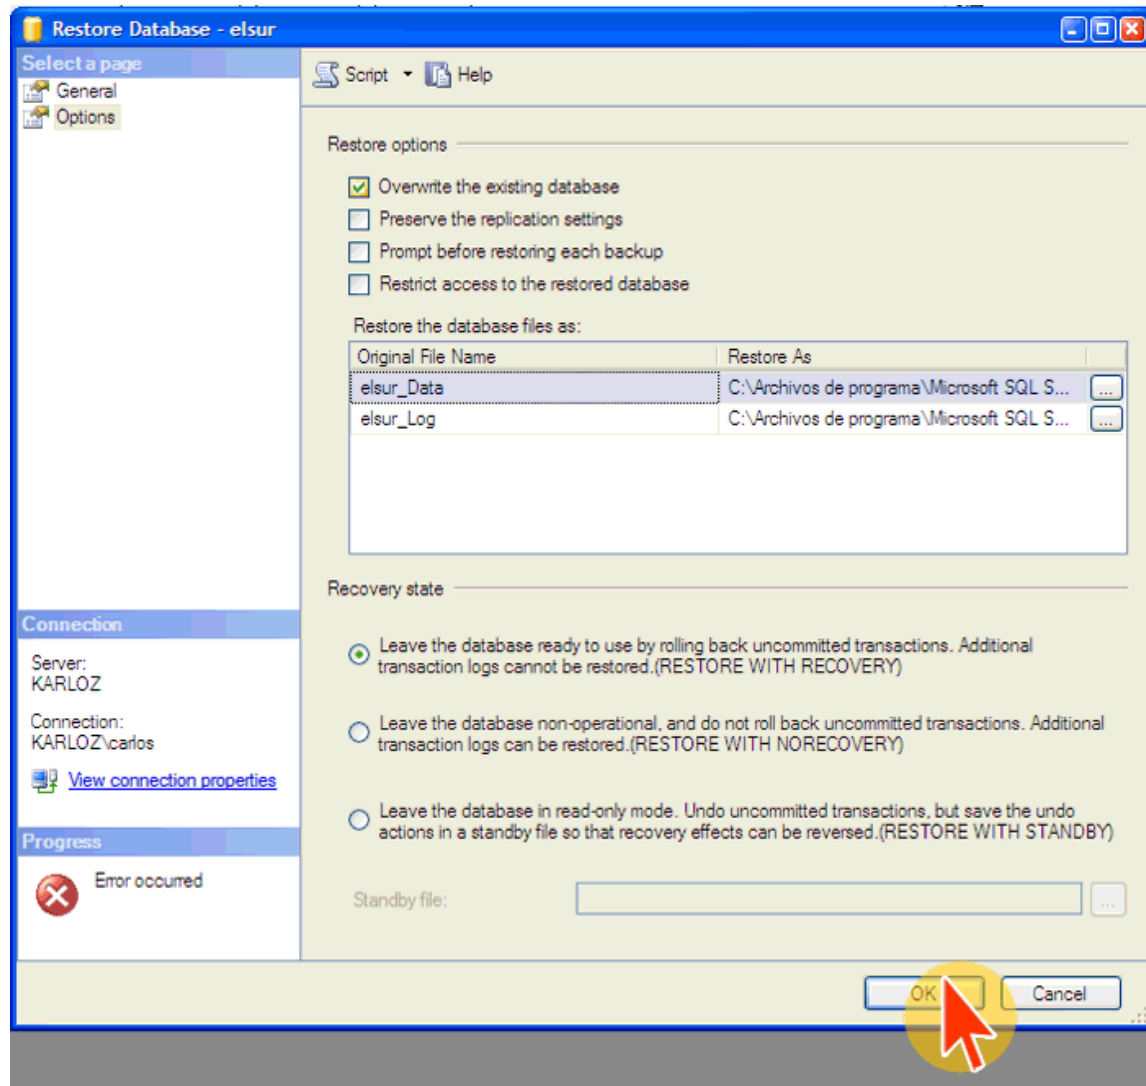 Restore Database - elsur
Select a page
General
Options
Script
Help
Restore options
Overwrite the existing database
Preserve the replication settings
Prompt before restoring each backup
Restrict access to the restored database
Restore the database files as:
Original File Name Restore As
elsur_Data C:\Archivos de programa\Microsoft SQL S... ...
elsur_Log C:\Archivos de programa\Microsoft SQL S... ...
Recovery state
Leave the database ready to use by rolling back uncommitted transactions. Additional
transaction logs cannot be restored.(RESTORE WITH RECOVERY)
Leave the database non-operational, and do not roll back uncommitted transactions. Additional
transaction logs can be restored.(RESTORE WITH NORECOVERY)
Leave the database in read-only mode. Undo uncommitted transactions, but save the undo
actions in a standby file so that recovery effects can be reversed.(RESTORE WITH STANDBY)
Standby file: ...
Connection
Server:
KARLOZ
Connection:
KARLOZ\carlos
View connection properties
Progress
Error occurred
OK Cancel